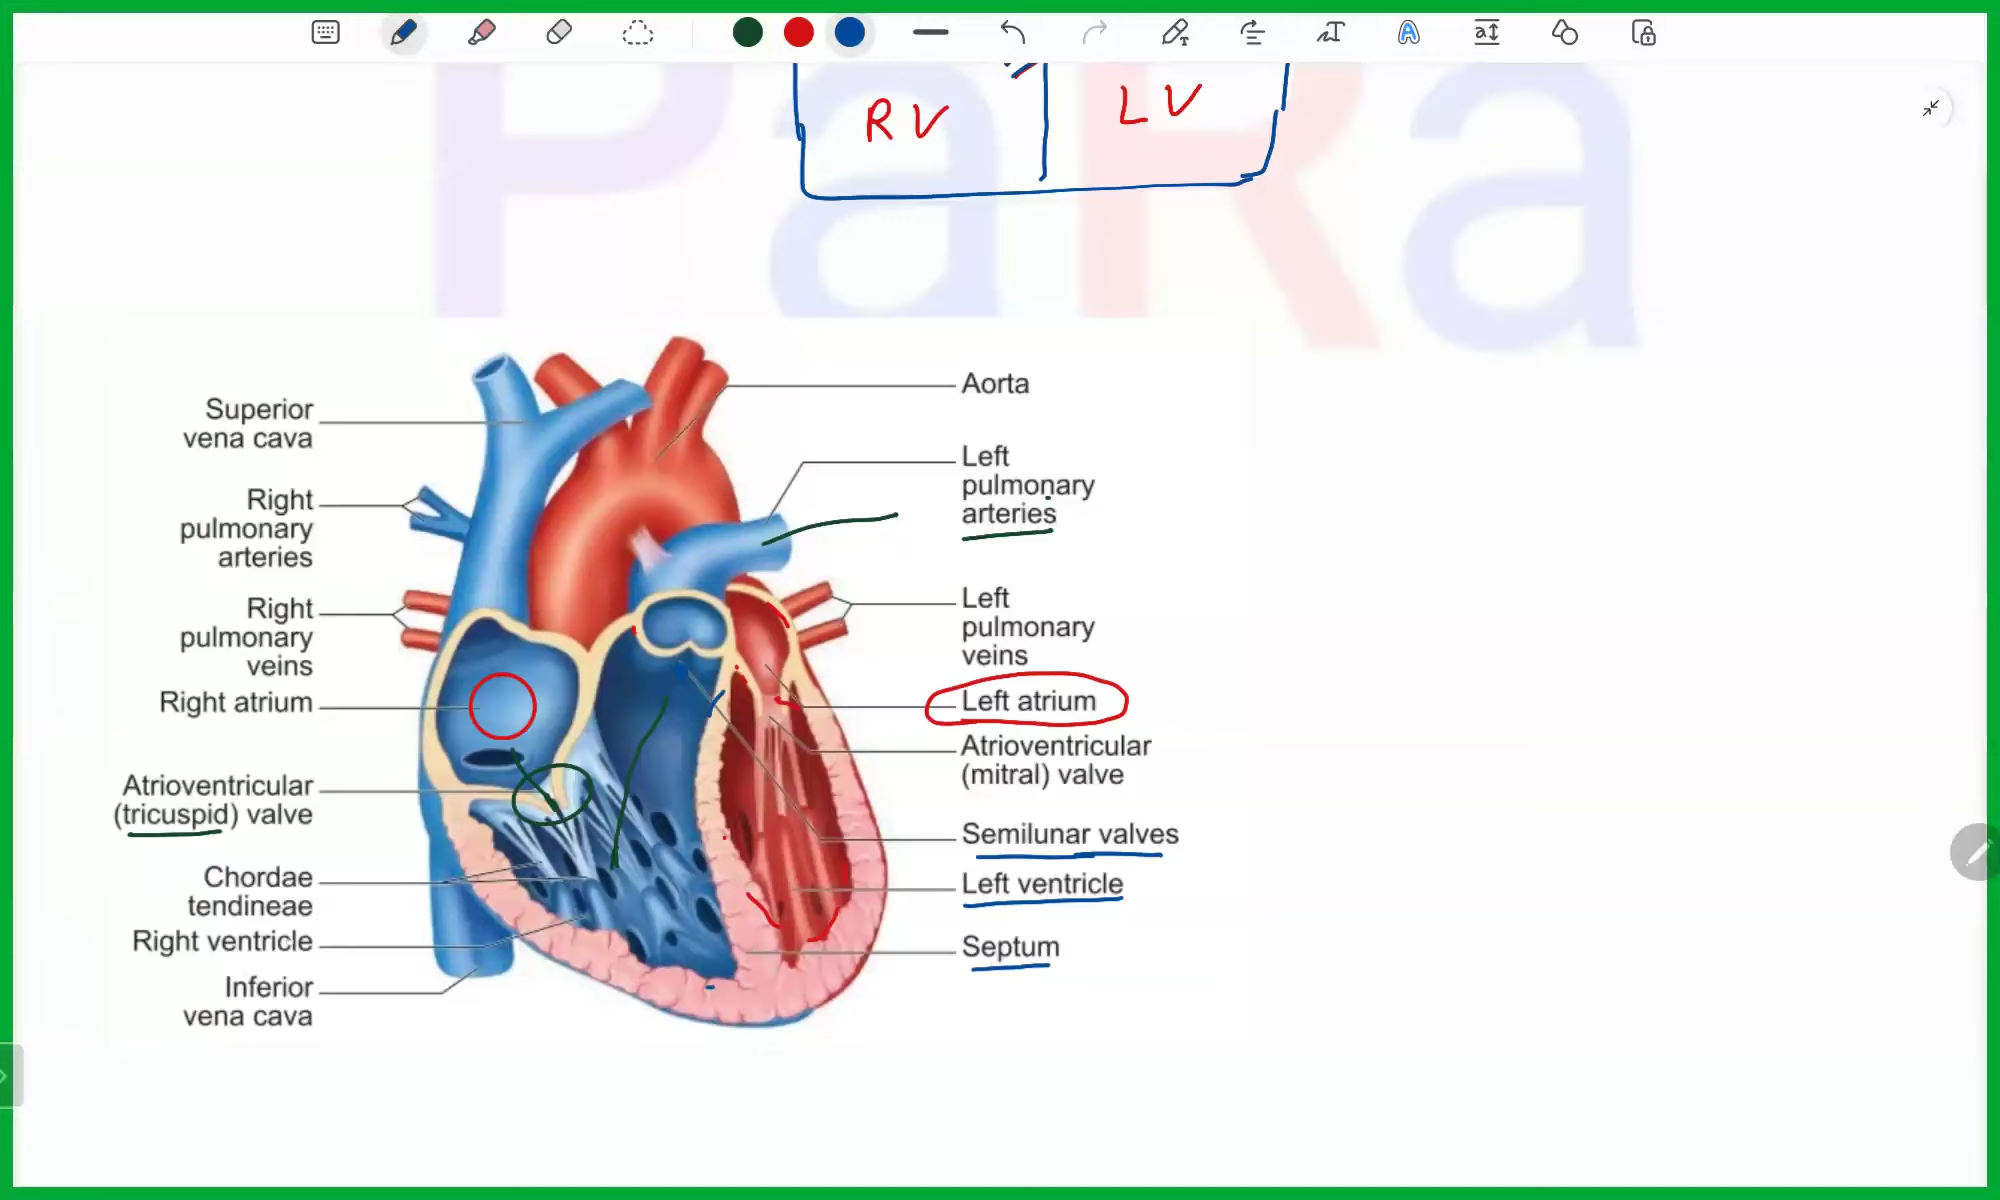 PaRa
RV
LV
Superior
vena cava
Right
pulmonary
arteries
Right
pulmonary
veins
Right atrium
Atrioventricular
(tricuspid) valve
Chordae
tendineae
Right ventricle
Inferior
vena cava
Aorta
Left
pulmonary
arteries
Left
pulmonary
veins
Left atrium
Atrioventricular
(mitral) valve
Semilunar valves
Left ventricle
Septum